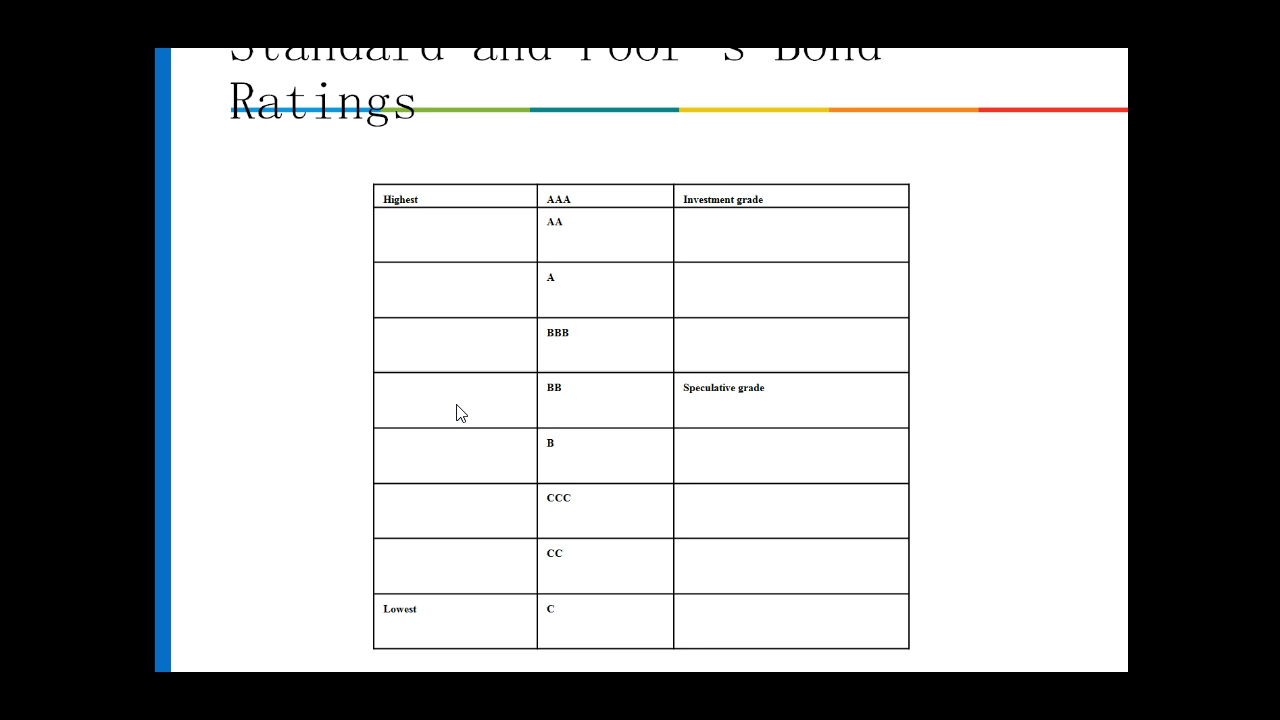 Standard and Poor's Bond
Ratings
Highest AAA Investment grade
AA
A
BBB
BB Speculative grade
B
CCC
CC
Lowest C